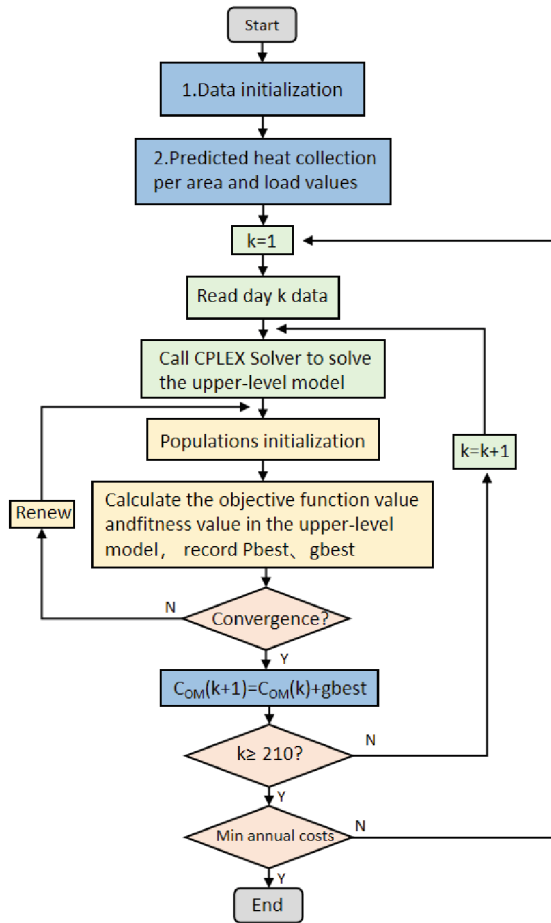 Start
1.Data initialization
2.Predicted heat collection
per area and load values
k=1
Read day k data
Call CPLEX Solver to solve
the upper-level model
Populations initialization
k=k+1
Calculate the objective function value
andfitness value in the upper-level
model, record Pbest、gbest
Renew
N
Convergence?
Y
C_OM(k+1)=C_OM(k)+gbest
k≥ 210?
N
Y
Min annual costs
N
Y
End